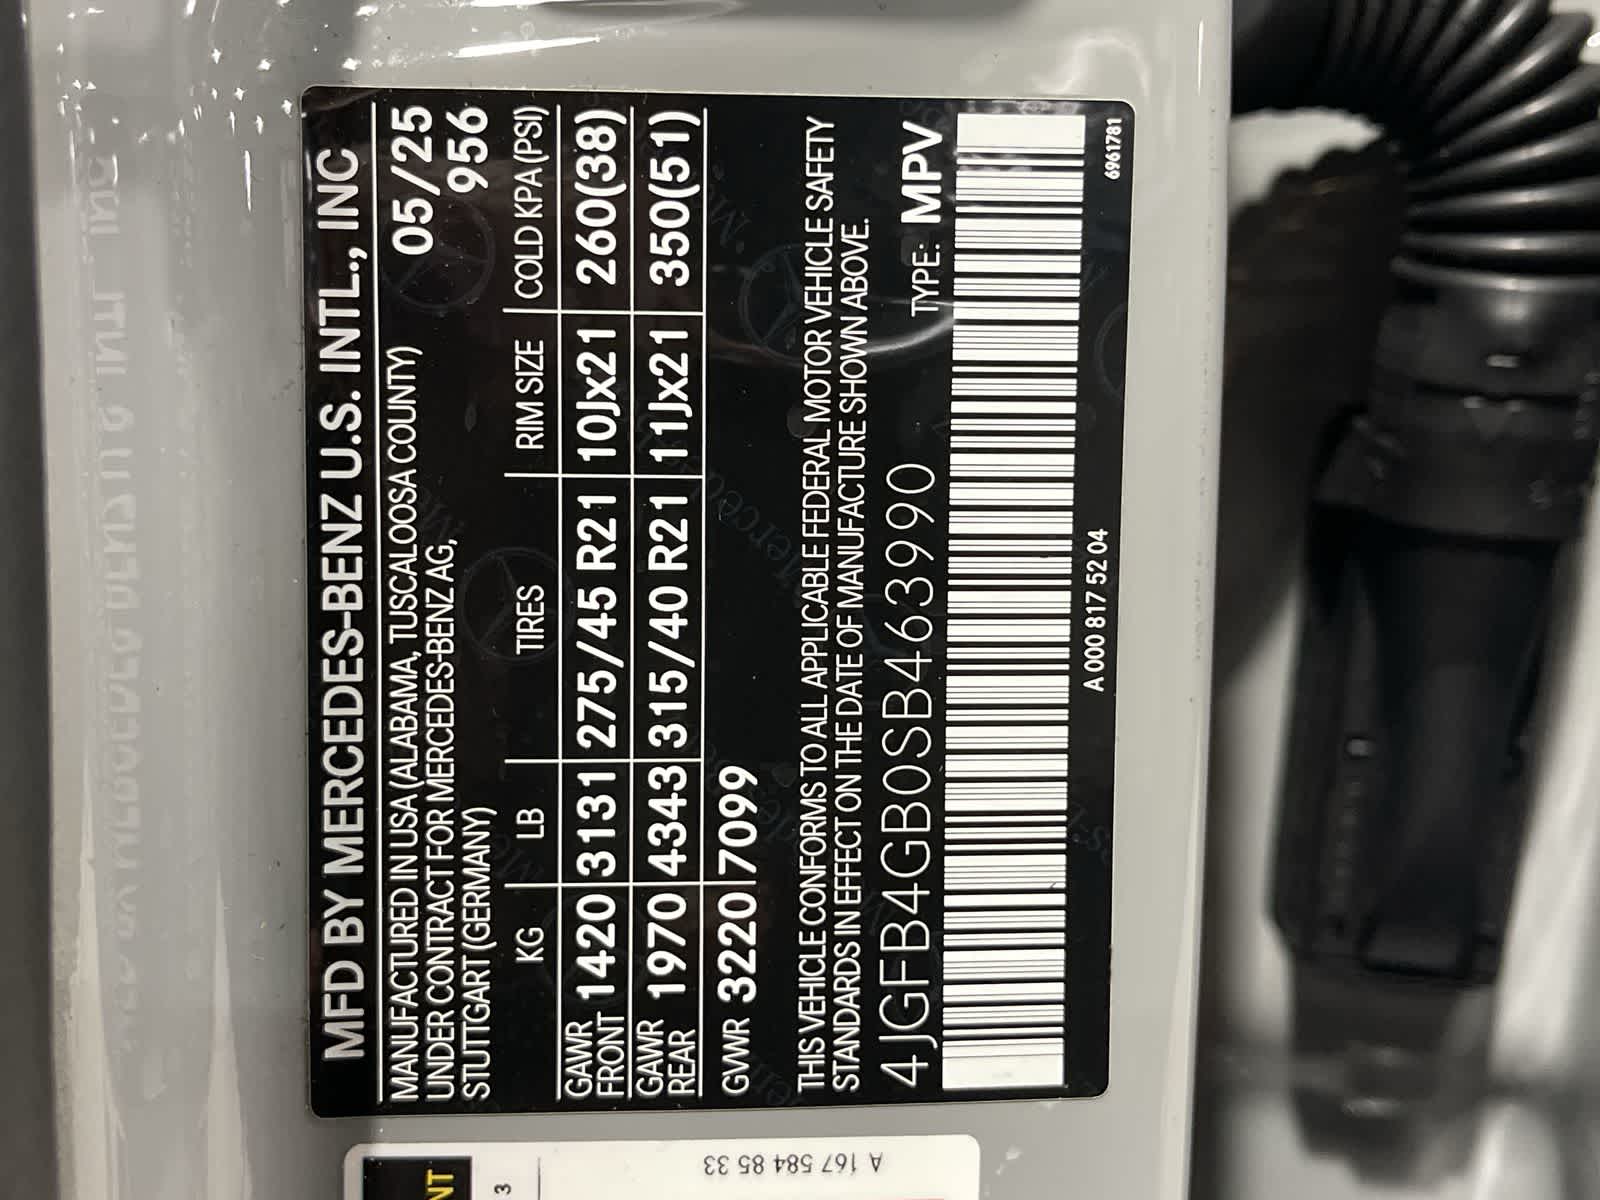 MFD BY MERCEDES-BENZ U.S. INTL., INC
MANUFACTURED IN USA (ALABAMA, TUSCALOOSA COUNTY) 05/25
UNDER CONTRACT FOR MERCEDES-BENZ AG, 956
STUTTGART (GERMANY)
KG LB TIRES RIM SIZE COLD KPA (PSI)
GAWR FRONT 1420 3131 275/45 R21 10Jx21 260(38)
GAWR REAR 1970 4343 315/40 R21 11Jx21 350(51)
GVWR 3220 7099
THIS VEHICLE CONFORMS TO ALL APPLICABLE FEDERAL MOTOR VEHICLE SAFETY
STANDARDS IN EFFECT ON THE DATE OF MANUFACTURE SHOWN ABOVE.
4JGFB4GB0SB463990 TYPE: MPV
A 000 817 52 04 6961781
A 167 584 85 33
NT
3